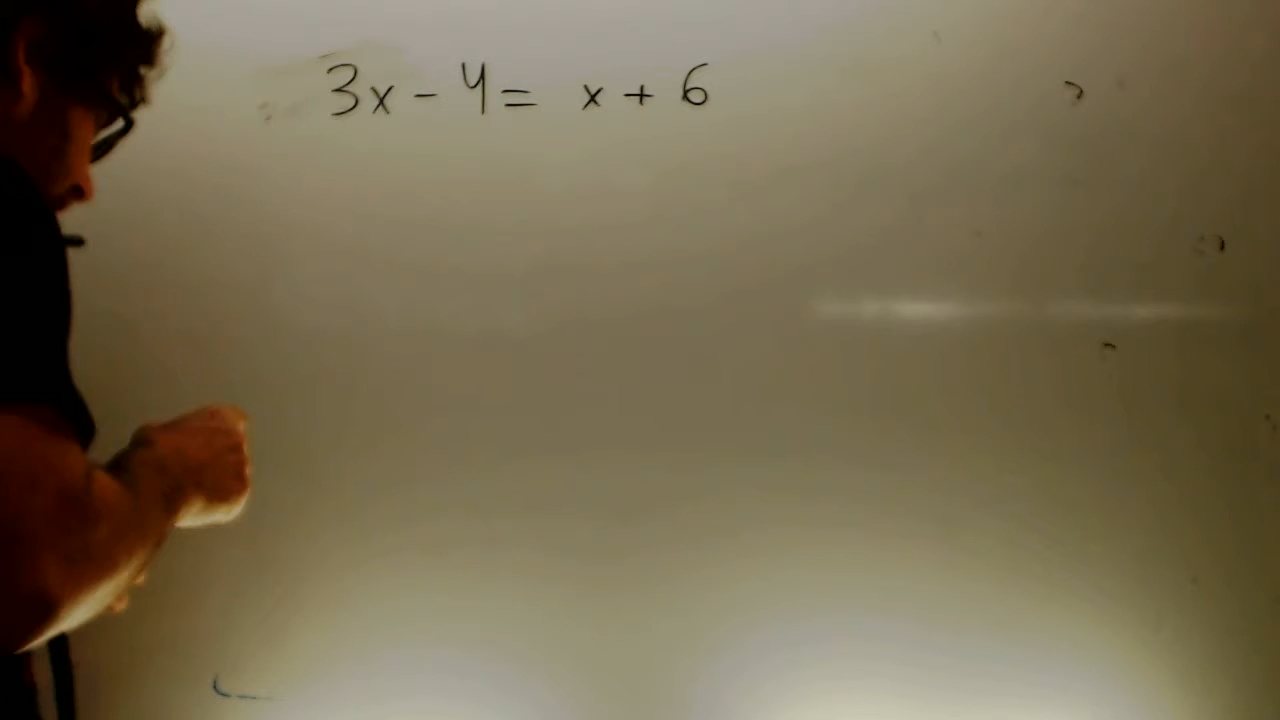 3x - 4 = x + 6